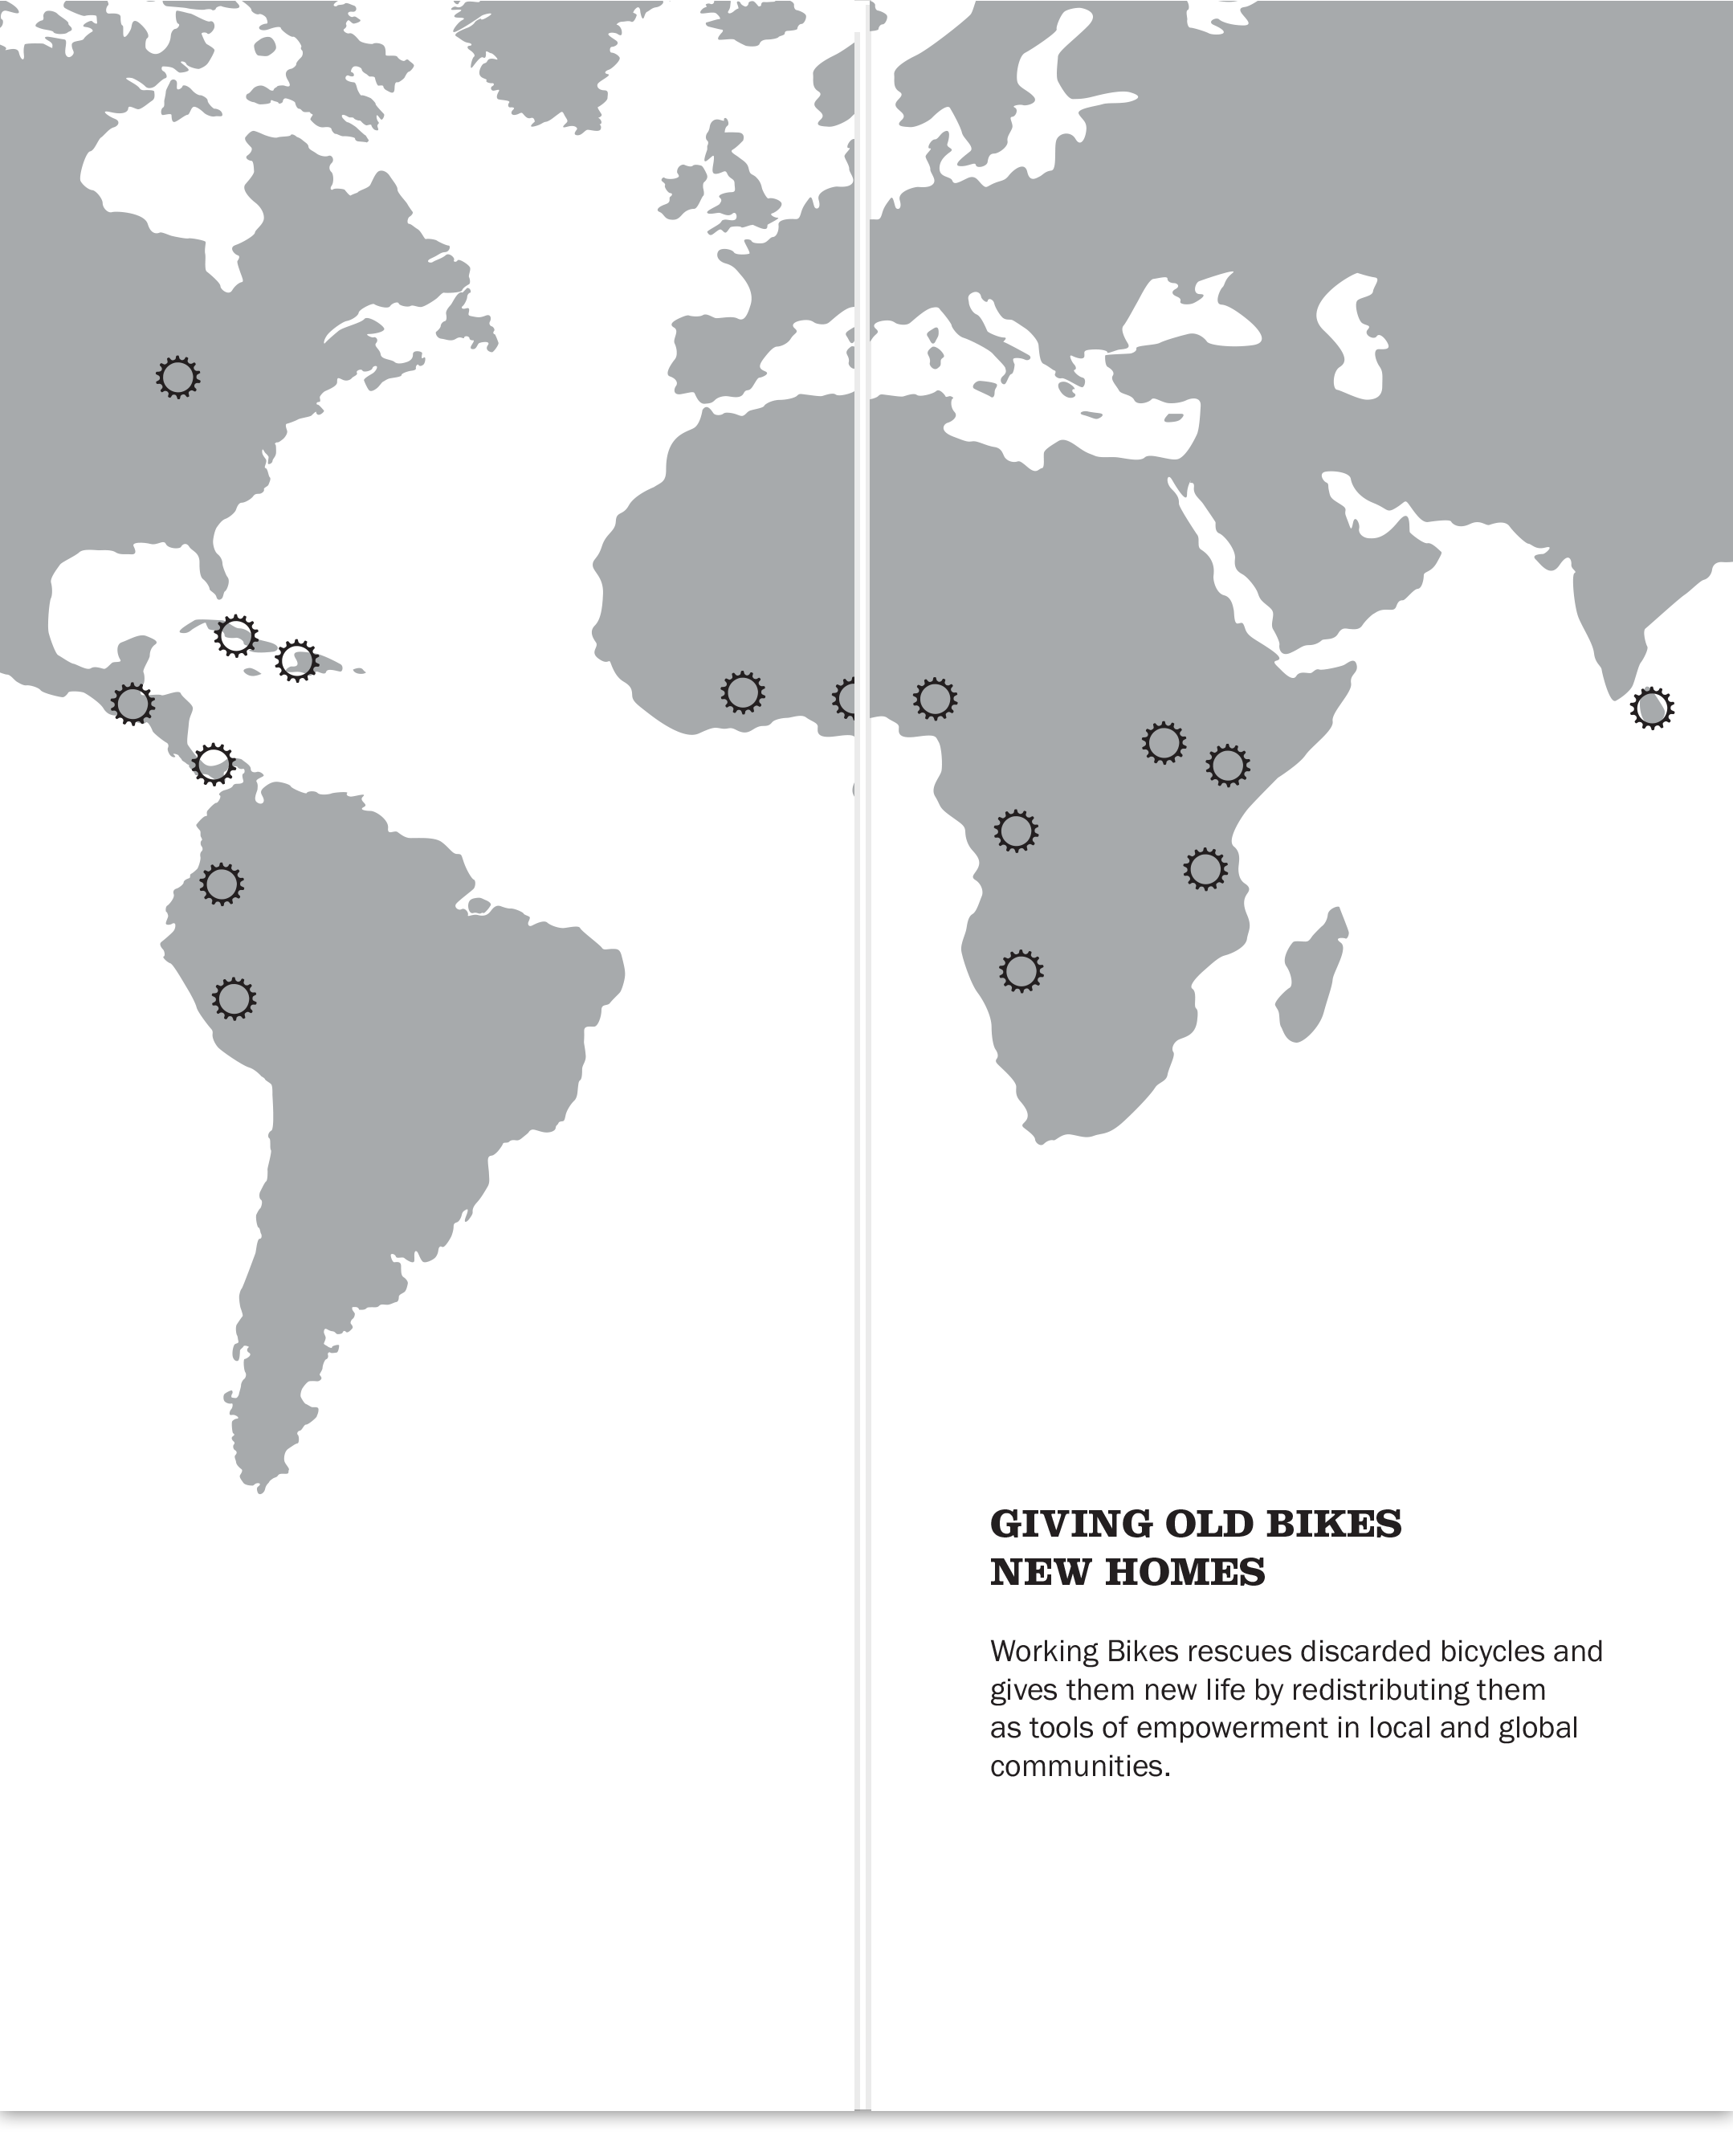 GIVING OLD BIKES
NEW HOMES
Working Bikes rescues discarded bicycles and
gives them new life by redistributing them
as tools of empowerment in local and global
communities.